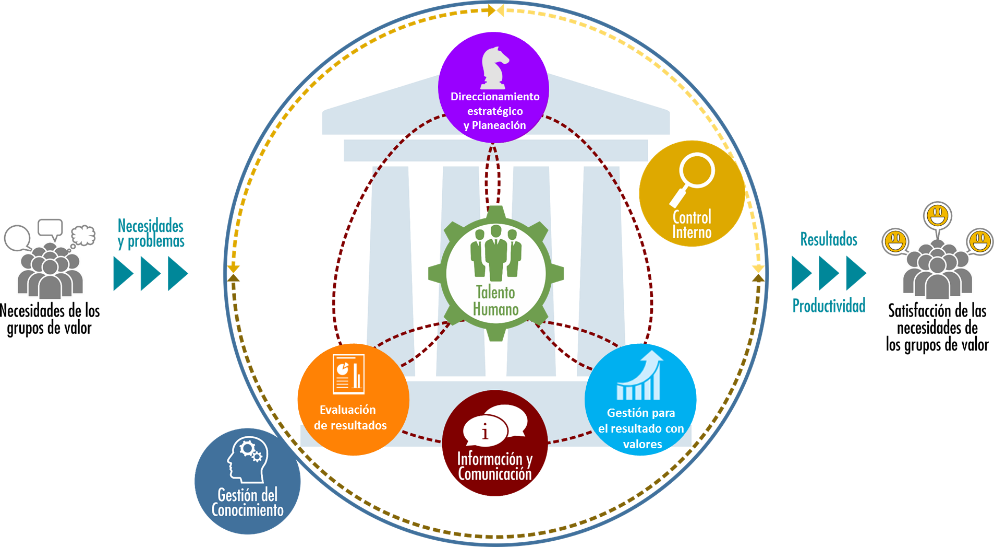 Direccionamiento
estratégico
y Planeación
Control
Interno
Necesidades
y problemas
Necesidades de los
grupos de valor
Talento
Humano
Resultados
Productividad
Satisfacción de las
necesidades de
los grupos de valor
Evaluación
de resultados
i
Información y
Comunicación
Gestión para
el resultado con
valores
Gestión del
Conocimiento